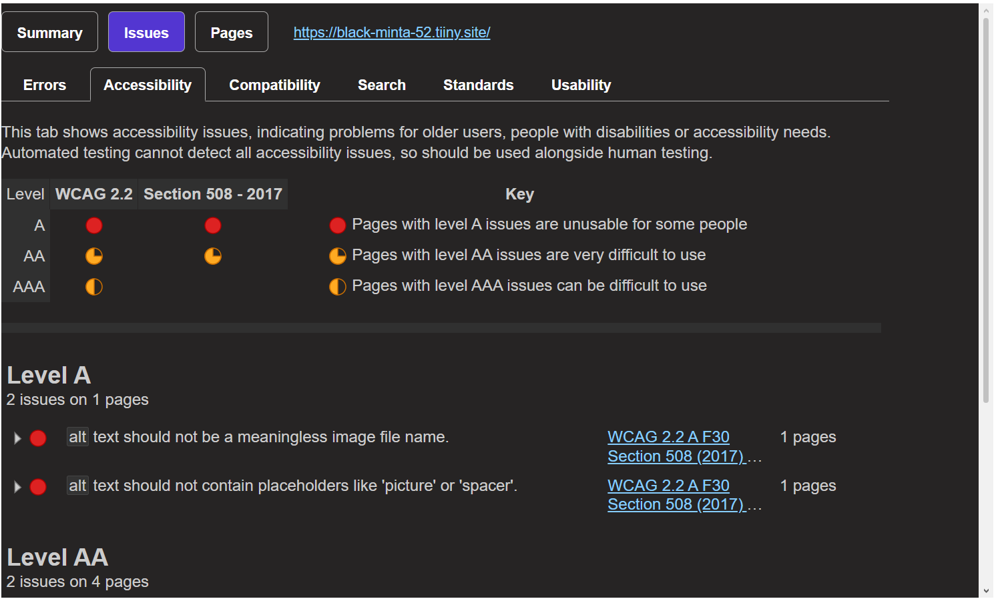 Summary Issues Pages https://black-minta-52.tiiny.site/
Errors Accessibility Compatibility Search Standards Usability
This tab shows accessibility issues, indicating problems for older users, people with disabilities or accessibility needs.
Automated testing cannot detect all accessibility issues, so should be used alongside human testing.
Level WCAG 2.2 Section 508 - 2017 Key
A Pages with level A issues are unusable for some people
AA Pages with level AA issues are very difficult to use
AAA Pages with level AAA issues can be difficult to use
Level A
2 issues on 1 pages
alt text should not be a meaningless image file name. WCAG 2.2 A F30 1 pages
Section 508 (2017) ...
alt text should not contain placeholders like 'picture' or 'spacer'. WCAG 2.2 A F30 1 pages
Section 508 (2017) ...
Level AA
2 issues on 4 pages